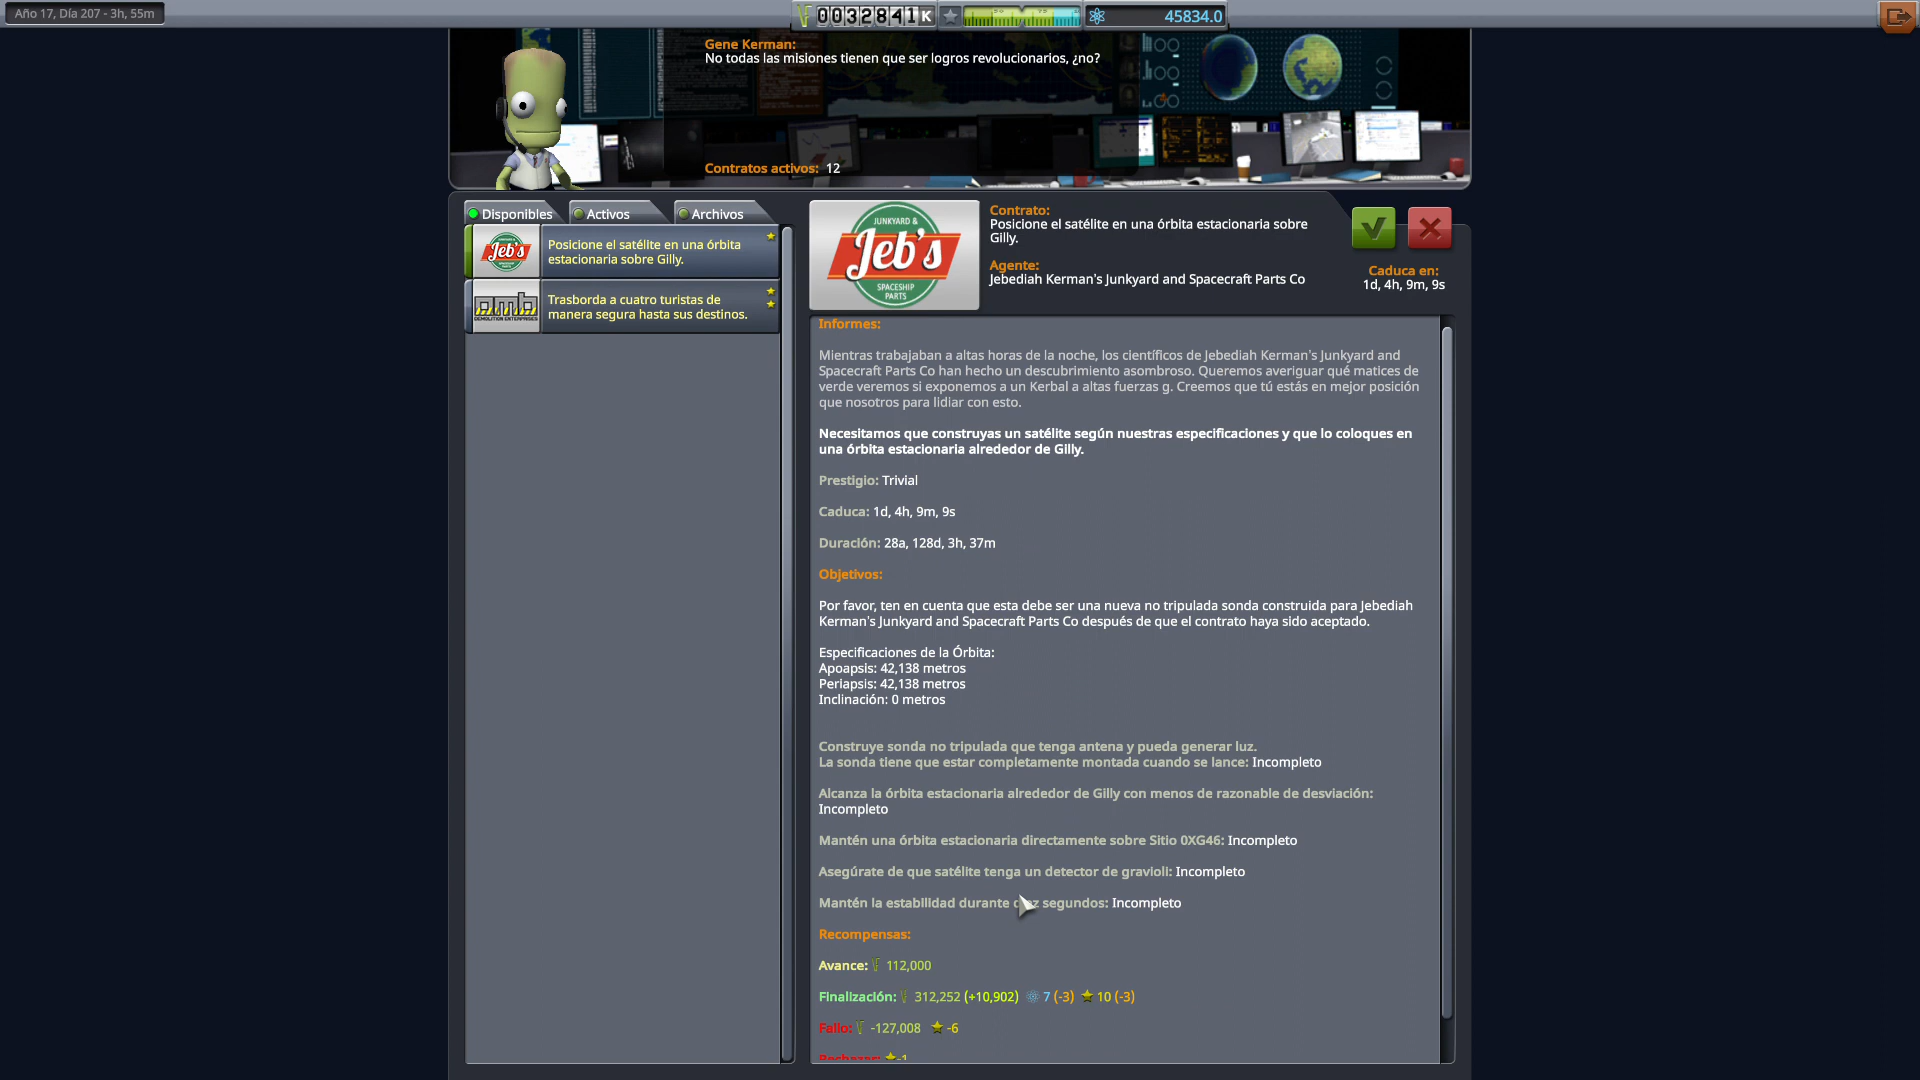 Año 17, Día 207 - 3h, 55m
0032841 K
45834.0
Gene Kerman:
No todas las misiones tienen que ser logros revolucionarios, ¿no?
Contratos activos: 12
Disponibles
Activos
Archivos
JUNKYARD &
Jeb's
SPACESHIP
PARTS
Contrato:
Posicione el satélite en una órbita estacionaria sobre
Gilly.
Agente:
Jebediah Kerman's Junkyard and Spacecraft Parts Co
Caduca en:
1d, 4h, 9m, 9s
Jeb's
Posicione el satélite en una órbita
estacionaria sobre Gilly.
amb
DEMOLITION ENTERPRISES
Trasborda a cuatro turistas de
manera segura hasta sus destinos.
Informes:
Mientras trabajaban a altas horas de la noche, los científicos de Jebediah Kerman's Junkyard and
Spacecraft Parts Co han hecho un descubrimiento asombroso. Queremos averiguar qué matices de
verde veremos si exponemos a un Kerbal a altas fuerzas g. Creemos que tú estás en mejor posición
que nosotros para lidiar con esto.
Necesitamos que construyas un satélite según nuestras especificaciones y que lo coloques en
una órbita estacionaria alrededor de Gilly.
Prestigio: Trivial
Caduca: 1d, 4h, 9m, 9s
Duración: 28a, 128d, 3h, 37m
Objetivos:
Por favor, ten en cuenta que esta debe ser una nueva no tripulada sonda construida para Jebediah
Kerman's Junkyard and Spacecraft Parts Co después de que el contrato haya sido aceptado.
Especificaciones de la Órbita:
Apoapsis: 42,138 metros
Periapsis: 42,138 metros
Inclinación: 0 metros
Construye sonda no tripulada que tenga antena y pueda generar luz.
La sonda tiene que estar completamente montada cuando se lance: Incompleto
Alcanza la órbita estacionaria alrededor de Gilly con menos de razonable de desviación:
Incompleto
Mantén una órbita estacionaria directamente sobre Sitio 0XG46: Incompleto
Asegúrate de que satélite tenga un detector de gravioli: Incompleto
Mantén la estabilidad durante diez segundos: Incompleto
Recompensas:
Avance: 112,000
Finalización: 312,252 (+10,902) 7 (-3) 10 (-3)
Fallo: -127,008 -6
Rechazar: -1